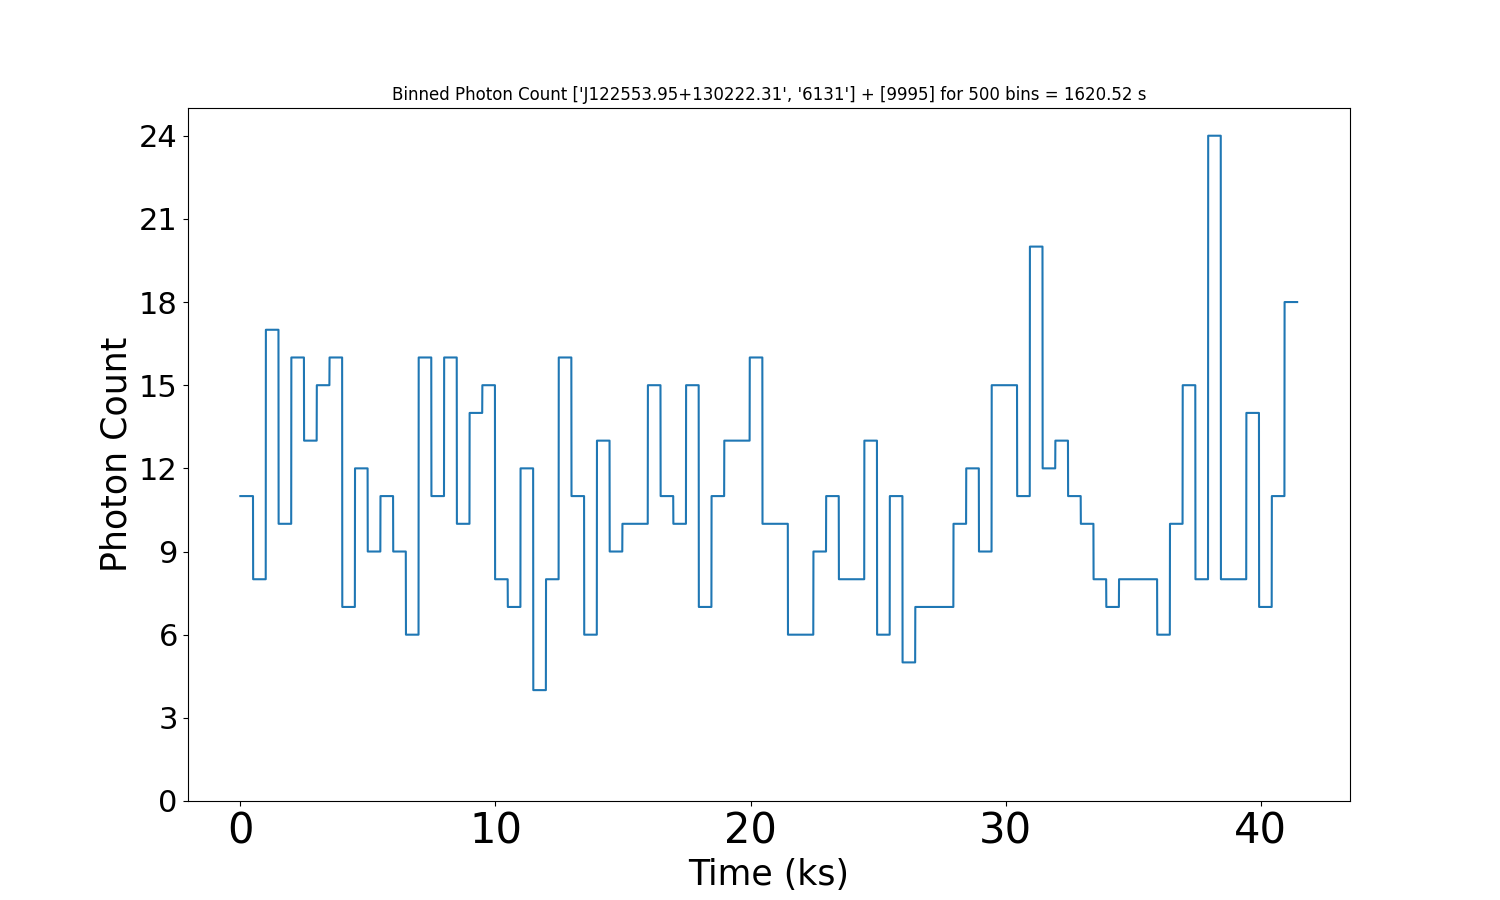 Binned Photon Count ['J122553.95+130222.31', '6131'] + [9995] for 500 bins = 1620.52 s
24
21
18
15
12
9
6
3
0
Photon Count
0 10 20 30 40
Time (ks)